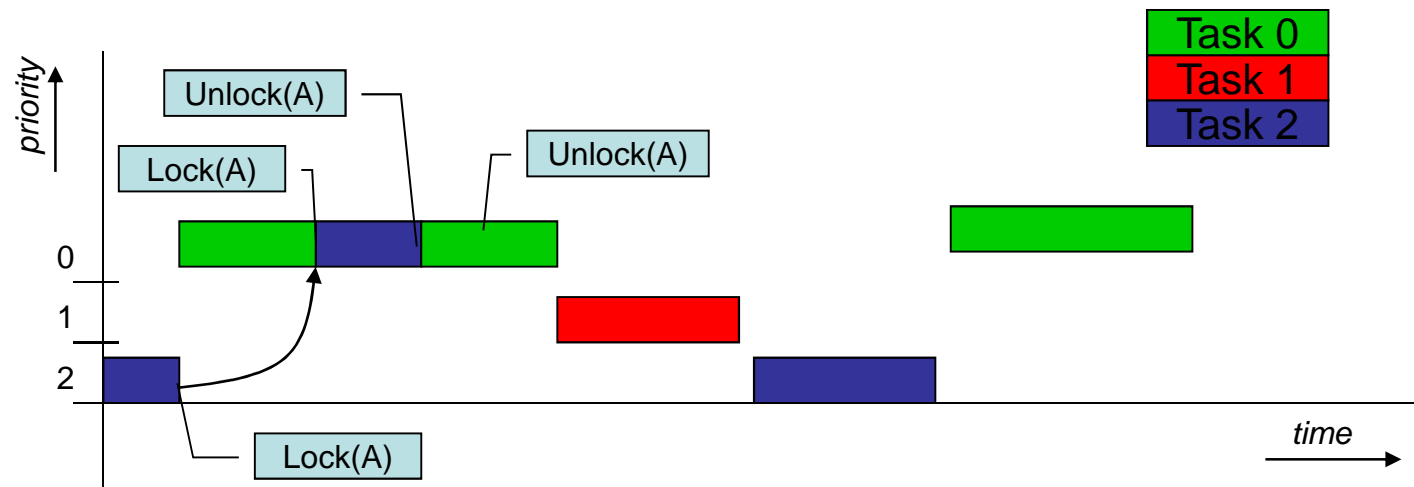 Task 0
Task 1
Task 2
priority
Unlock(A)
Lock(A)
Unlock(A)
0
1
2
Lock(A)
time